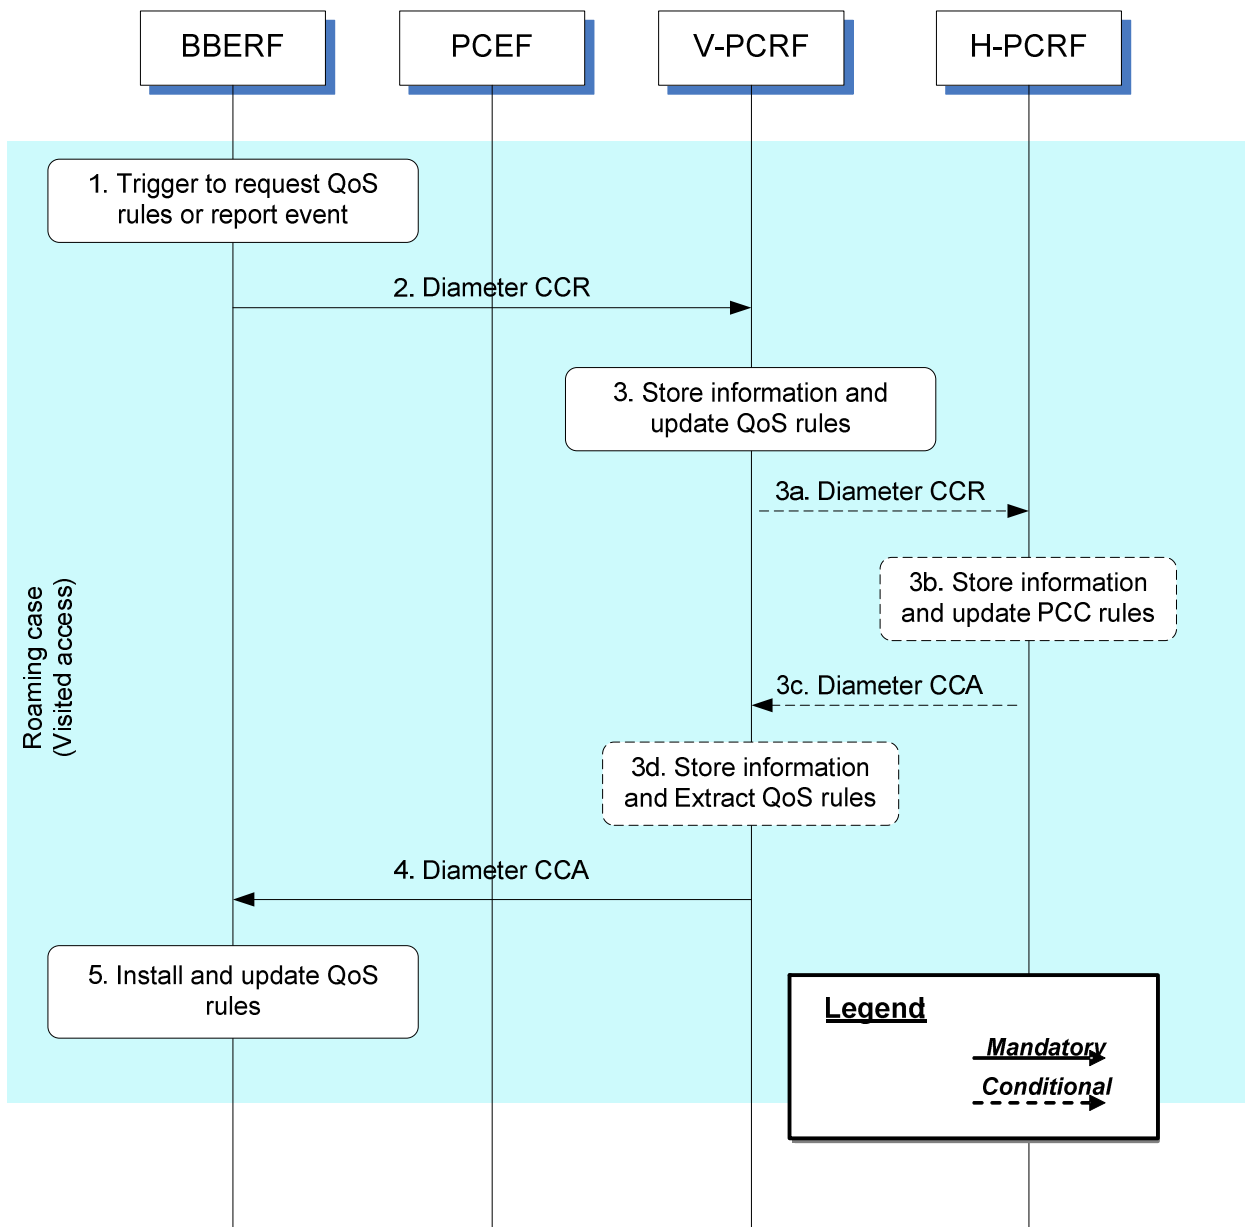 BBERF
PCEF
V-PCRF
H-PCRF
1. Trigger to request QoS
rules or report event
2. Diameter CCR
3. Store information and
update QoS rules
3a. Diameter CCR
3b. Store information
and update PCC rules
3c. Diameter CCA
3d. Store information
and Extract QoS rules
4. Diameter CCA
5. Install and update QoS
rules
Roaming case
(Visited access)
Legend:
Mandatory
Conditional